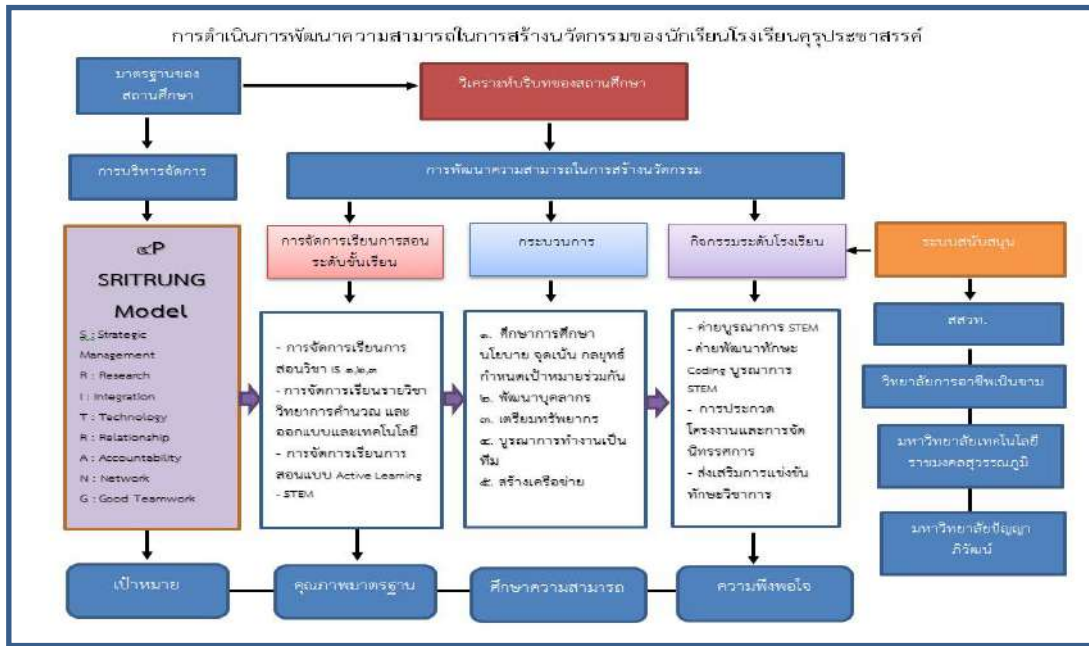 การดำเนินการพัฒนาความสามารถในการสร้างนวัตกรรมของนักเรียนโรงเรียนคุรุประชาสรรค์
มาตรฐานของ
สถานศึกษา
วิเคราะห์บริบทของสถานศึกษา
การบริหารจัดการ
การพัฒนาความสามารถในการสร้างนวัตกรรม
๔P
SRITRUNG
Model
S : Strategic
Management
R : Research
I : Integration
T : Technology
R : Relationship
A : Accountability
N : Network
G : Good Teamwork
การจัดการเรียนการสอน
ระดับชั้นเรียน
กระบวนการ
กิจกรรมระดับโรงเรียน
ระบบสนับสนุน
- การจัดการเรียนการ
สอนวิชา IS ๑,๒,๓
- การจัดการเรียนรายวิชา
วิทยาการคำนวณ และ
ออกแบบและเทคโนโลยี
- การจัดการเรียนการ
สอนแบบ Active Learning
- STEM
๑. ศึกษาการศึกษา
นโยบาย จุดเน้น กลยุทธ์
กำหนดเป้าหมายร่วมกัน
๒. พัฒนาบุคลากร
๓. เตรียมทรัพยากร
๔. บูรณาการทำงานเป็น
ทีม
๕. สร้างเครือข่าย
- ค่ายบูรณาการ STEM
- ค่ายพัฒนาทักษะ
Coding บูรณาการ
STEM
- การประกวด
โครงงานและการจัด
นิทรรศการ
- ส่งเสริมการแข่งขัน
ทักษะวิชาการ
สสวท.
วิทยาลัยการอาชีพเนินขาม
มหาวิทยาลัยเทคโนโลยี
ราชมงคลสุวรรณภูมิ
มหาวิทยาลัยปัญญา
ภิวัฒน์
เป้าหมาย
คุณภาพมาตรฐาน
ศึกษาความสามารถ
ความพึงพอใจ